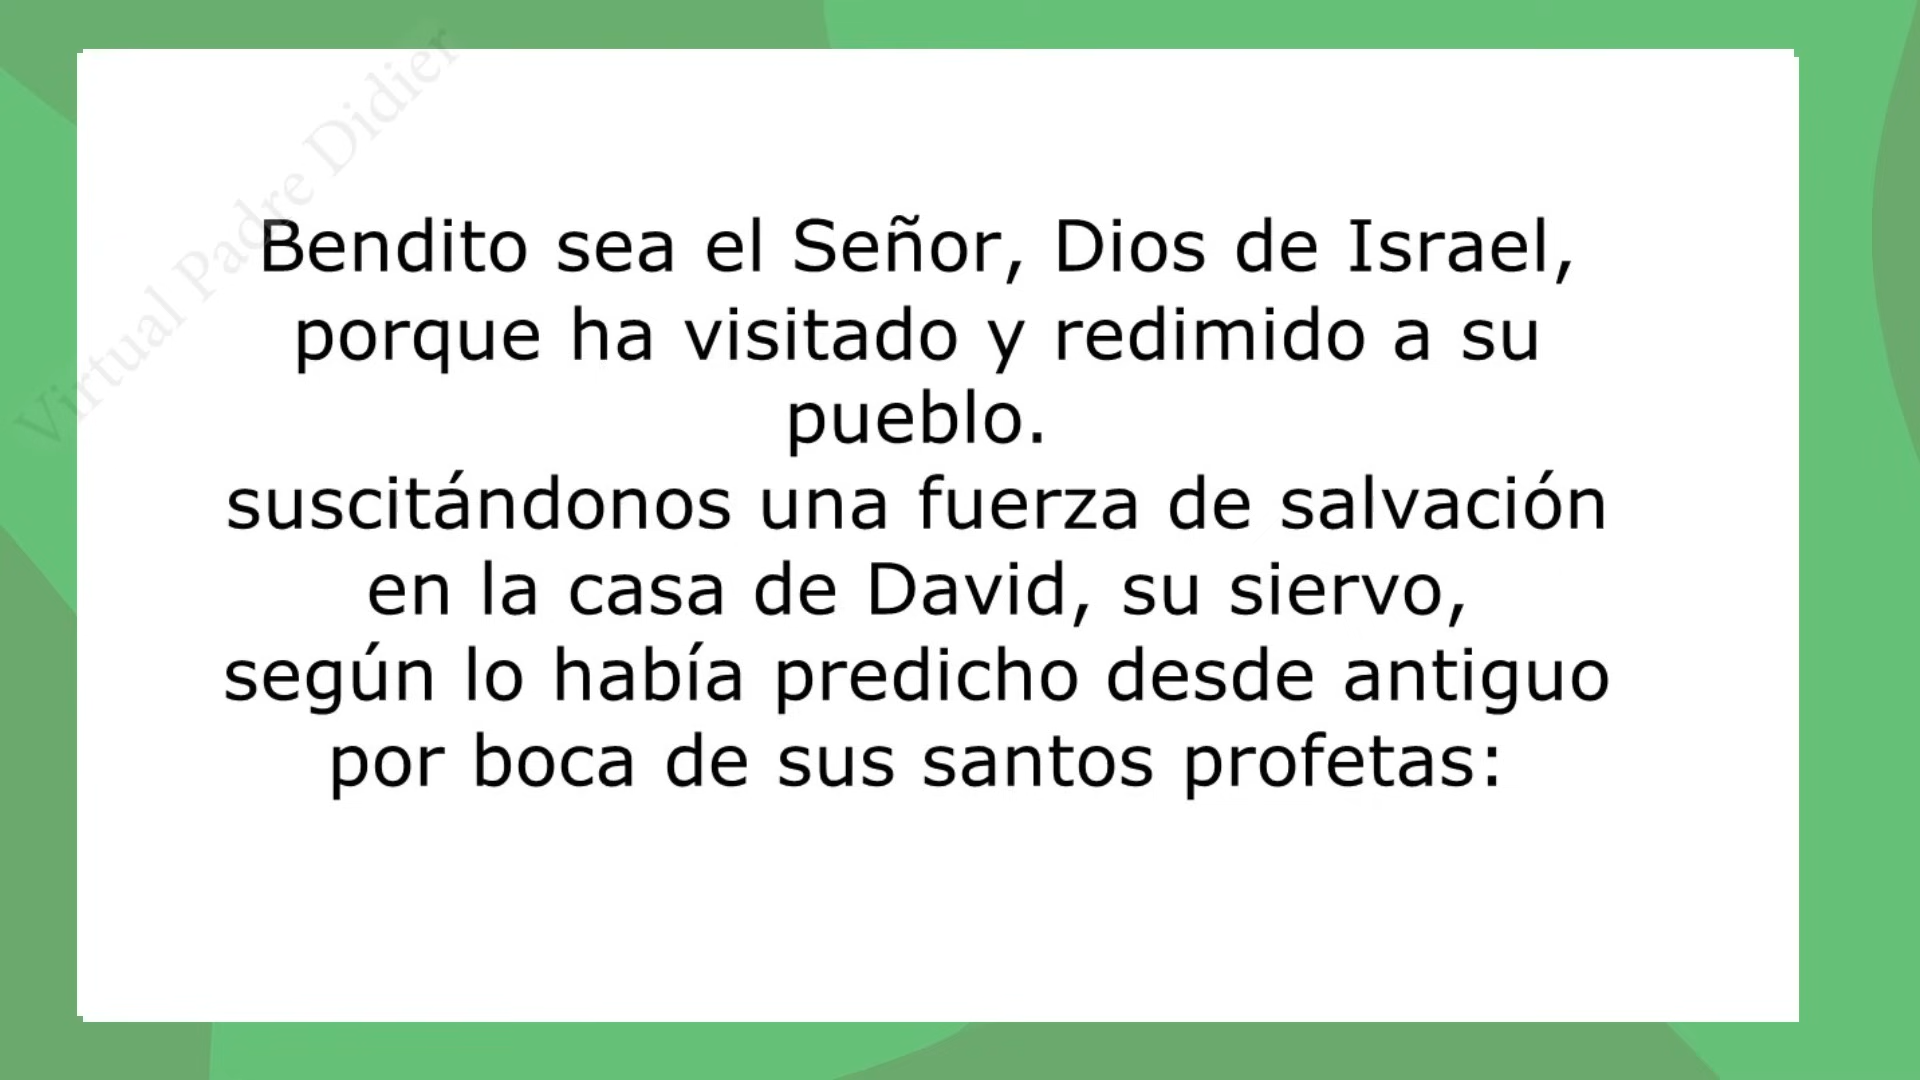 Virtual Padre Didier
Bendito sea el Señor, Dios de Israel,
porque ha visitado y redimido a su
pueblo.
suscitándonos una fuerza de salvación
en la casa de David, su siervo,
según lo había predicho desde antiguo
por boca de sus santos profetas: